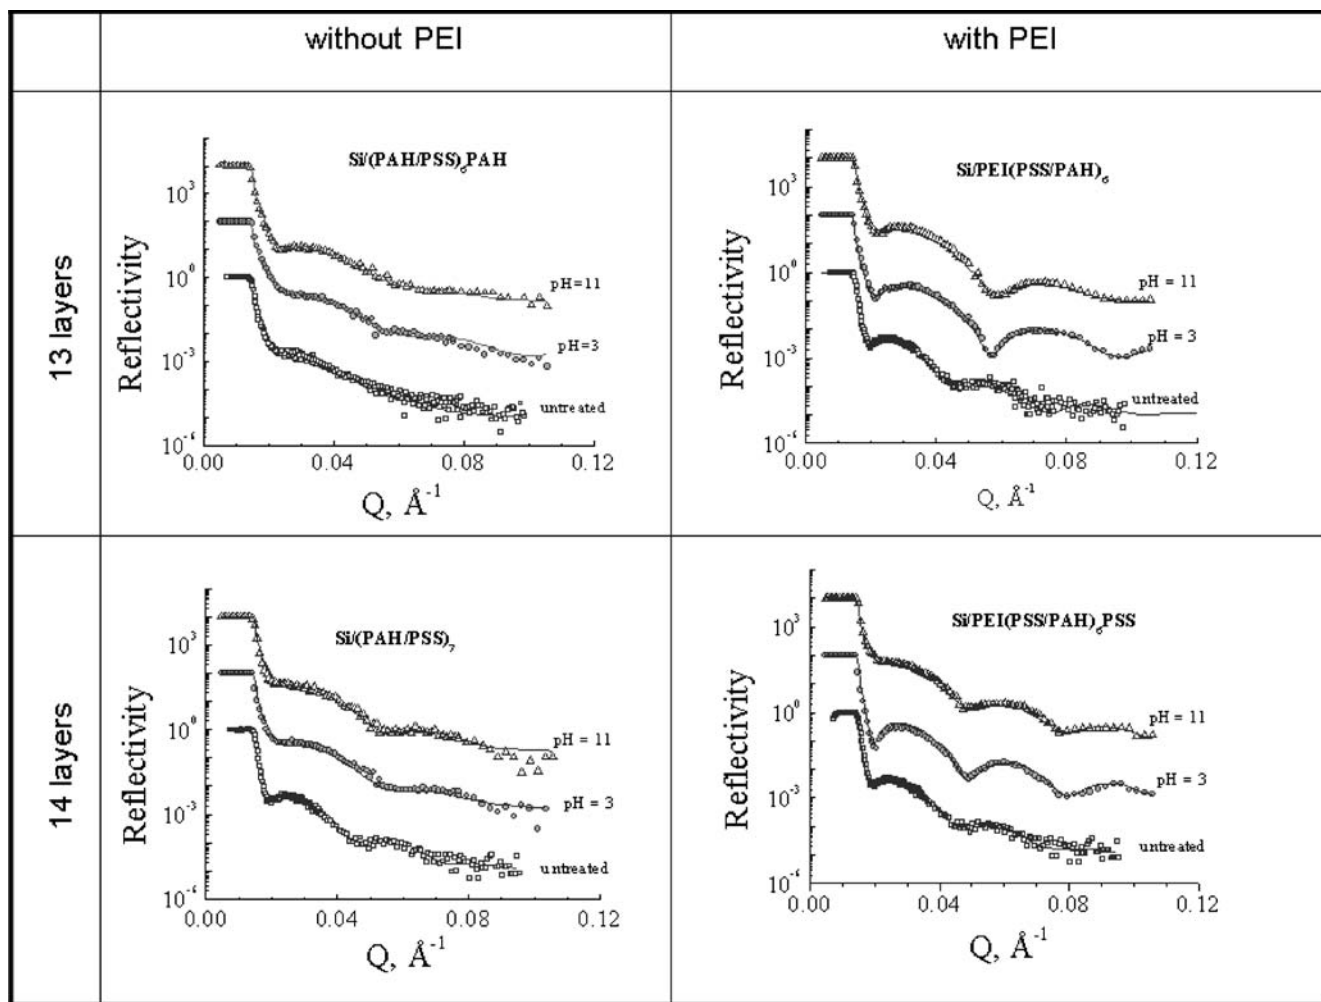 without PEI
with PEI
13 layers
Si/(PAH/PSS)6PAH
Reflectivity
10^3
10^0
10^-3
10^-6
pH=11
pH=3
untreated
0.00 0.04 0.08 0.12
Q, Å^-1
Si/PEI(PSS/PAH)6
Reflectivity
10^3
10^0
10^-3
10^-6
pH = 11
pH = 3
untreated
0.00 0.04 0.08 0.12
Q, Å^-1
14 layers
Si/(PAH/PSS)7
Reflectivity
10^3
10^0
10^-3
10^-6
pH = 11
pH = 3
untreated
0.00 0.04 0.08 0.12
Q, Å^-1
Si/PEI(PSS/PAH)6PSS
Reflectivity
10^3
10^0
10^-3
10^-6
pH = 11
pH = 3
untreated
0.00 0.04 0.08 0.12
Q, Å^-1